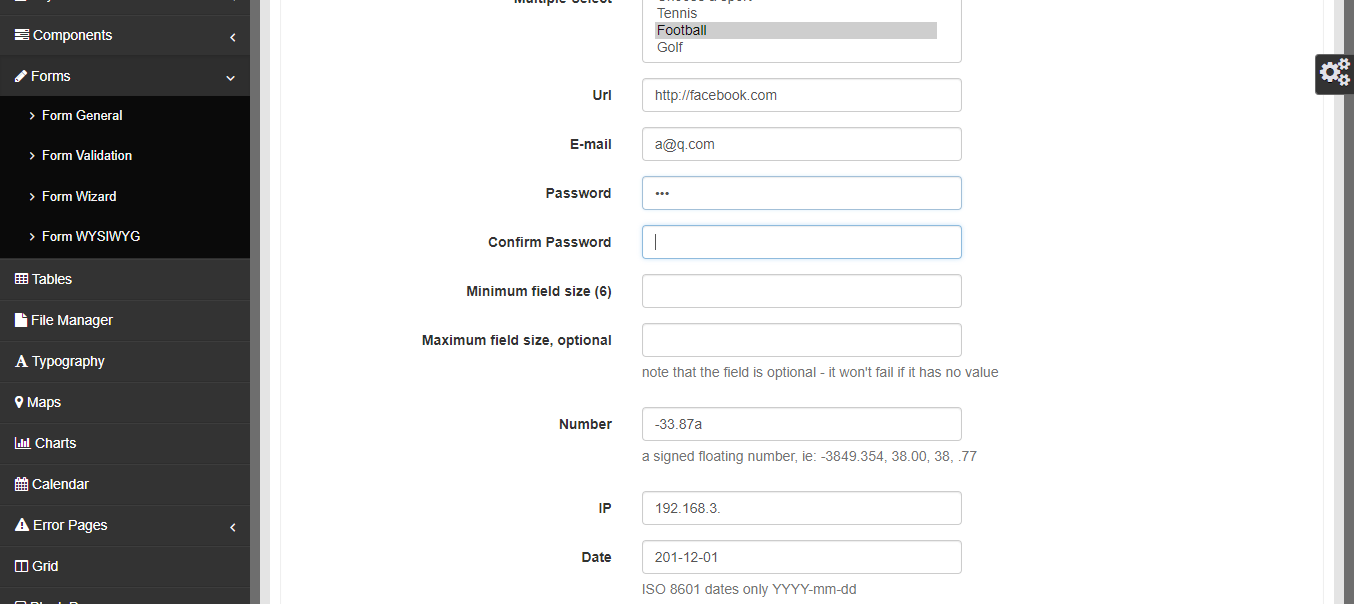 Components
Forms
Form General
Form Validation
Form Wizard
Form WYSIWYG
Tables
File Manager
Typography
Maps
Charts
Calendar
Error Pages
Grid
Tennis
Football
Golf
Url
http://facebook.com
E-mail
a@q.com
Password
•••
Confirm Password
Minimum field size (6)
Maximum field size, optional
note that the field is optional - it won't fail if it has no value
Number
-33.87a
a signed floating number, ie: -3849.354, 38.00, 38, .77
IP
192.168.3.
Date
201-12-01
ISO 8601 dates only YYYY-mm-dd